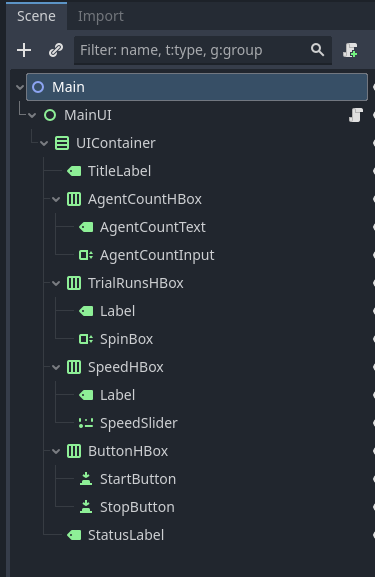 Scene Import
Filter: name, t:type, g:group
Main
MainUI
UIContainer
TitleLabel
AgentCountHBox
AgentCountText
AgentCountInput
TrialRunsHBox
Label
SpinBox
SpeedHBox
Label
SpeedSlider
ButtonHBox
StartButton
StopButton
StatusLabel